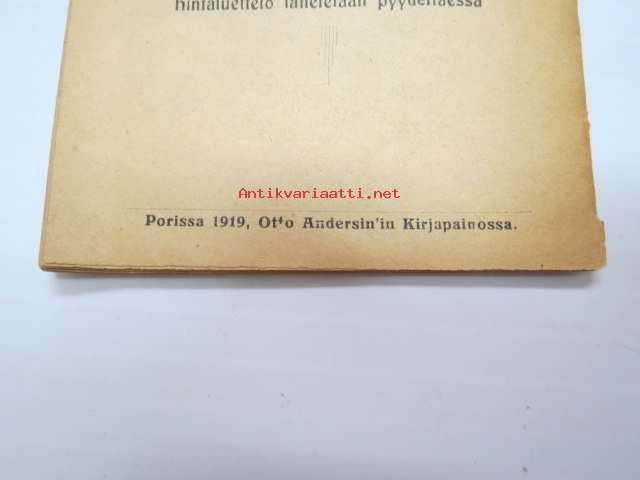 Hintaluettelo lähetetään pyydettäessä
Antikvariaatti.net
Porissa 1919, Otto Andersin'in Kirjapainossa.